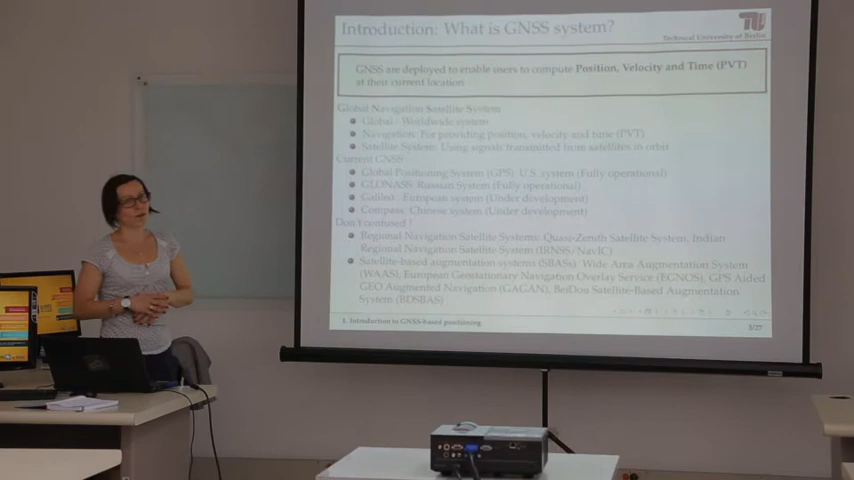 Introduction: What is GNSS system?
Technical University of Berlin
GNSS are deployed to enable users to compute Position, Velocity and Time (PVT)
at their current location
Global Navigation Satellite System
Global: Worldwide system
Navigation: For providing position, velocity and time (PVT)
Satellite System: Using signals transmitted from satellites in orbit
Current GNSS
Global Positioning System (GPS): U.S. system (Fully operational)
GLONASS: Russian System (Fully operational)
Galileo: European system (Under development)
Compass: Chinese system (Under development)
Don't confused !
Regional Navigation Satellite Systems: Quasi-Zenith Satellite System, Indian
Regional Navigation Satellite System (IRNSS/NavIC)
Satellite-based augmentation systems (SBASs): Wide Area Augmentation System
(WAAS), European Geostationary Navigation Overlay Service (EGNOS), GPS Aided
GEO Augmented Navigation (GAGAN), BeiDou Satellite-Based Augmentation
System (BDSBAS)
1. Introduction to GNSS-based positioning
3/27